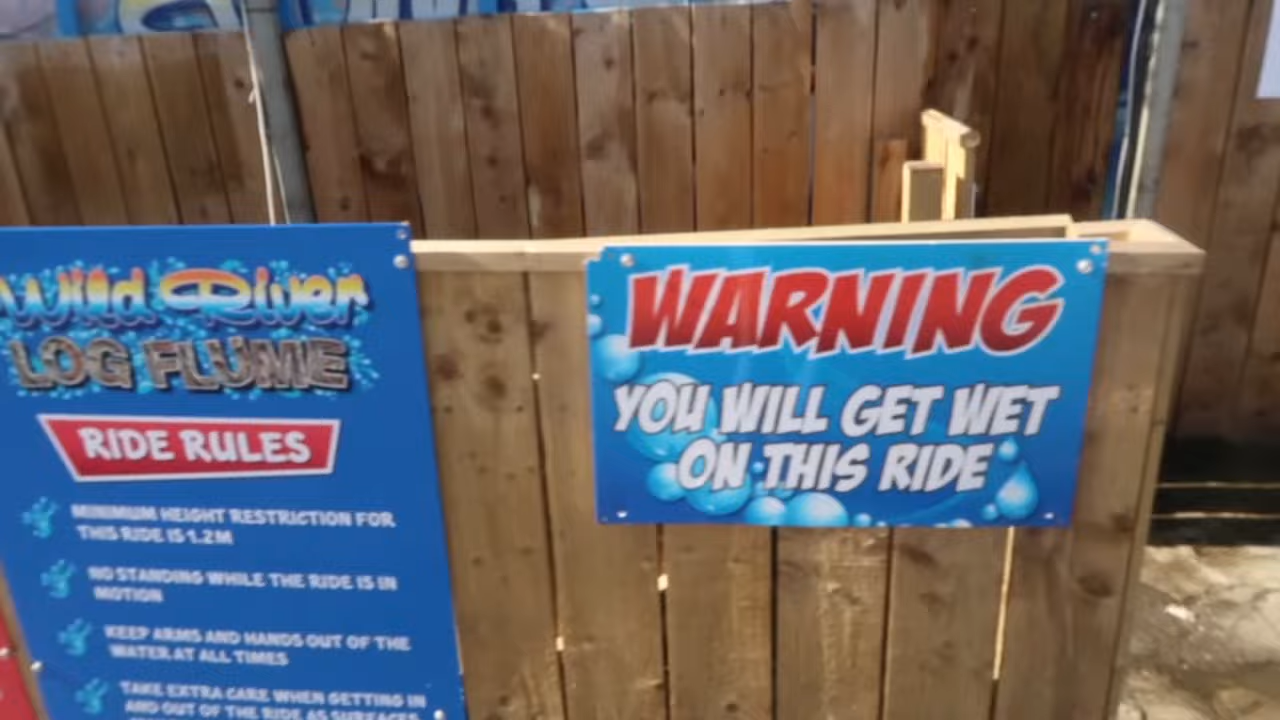 Wild River
LOG FLUME
RIDE RULES
MINIMUM HEIGHT RESTRICTION FOR
THIS RIDE IS 1.2M
NO STANDING WHILE THE RIDE IS IN
MOTION
KEEP ARMS AND HANDS OUT OF THE
WATER AT ALL TIMES
TAKE EXTRA CARE WHEN GETTING IN
AND OUT OF THE RIDE AS SURFACES
WARNING
YOU WILL GET WET
ON THIS RIDE